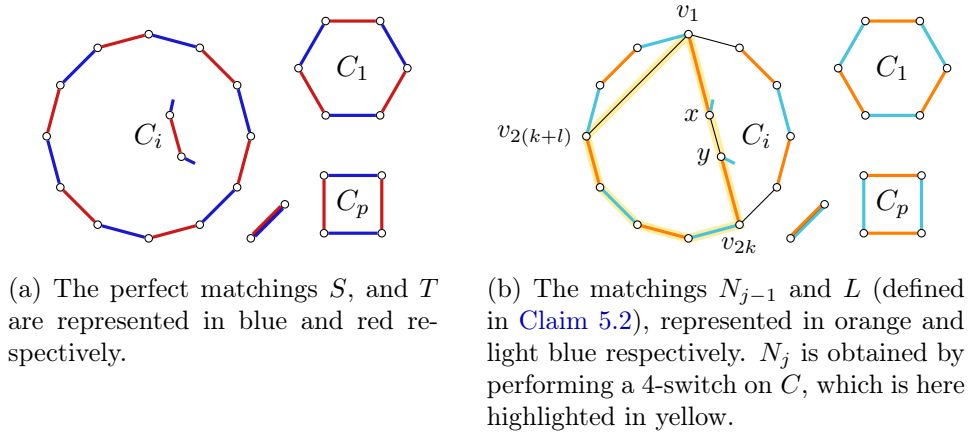 C_i
C_1
C_p
v_1
x
y
v_{2(k+l)}
v_{2k}
C_i
C_1
C_p
(a) The perfect matchings S, and T
are represented in blue and red re-
spectively.
(b) The matchings N_{j−1} and L (defined
in Claim 5.2), represented in orange and
light blue respectively. N_j is obtained by
performing a 4-switch on C, which is here
highlighted in yellow.